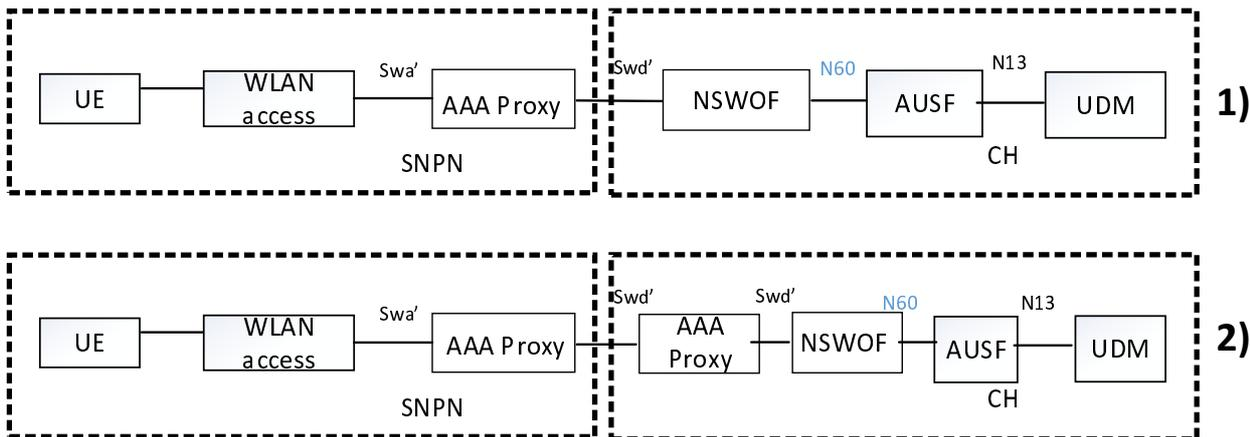 Swa’
Swd’
N60
N13
UE
WLAN
access
AAA Proxy
NSWOF
AUSF
UDM
1)
SNPN
CH
Swa’
Swd’
Swd’
N60
N13
UE
WLAN
access
AAA Proxy
AAA
Proxy
NSWOF
AUSF
UDM
2)
SNPN
CH